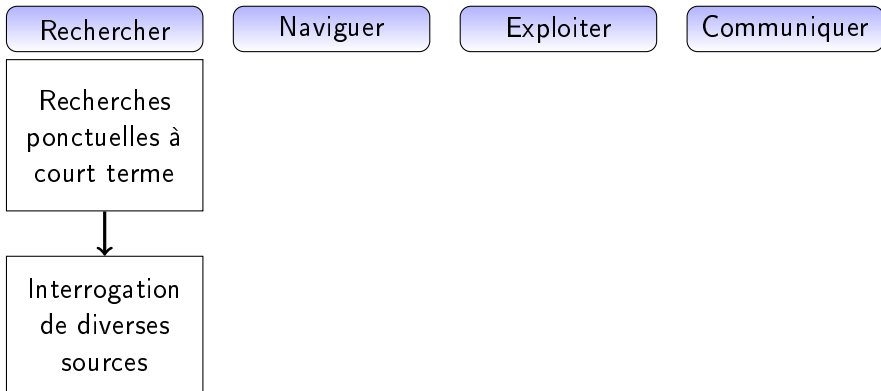 Rechercher Naviguer Exploiter Communiquer
Recherches
ponctuelles à
court terme
Interrogation
de diverses
sources